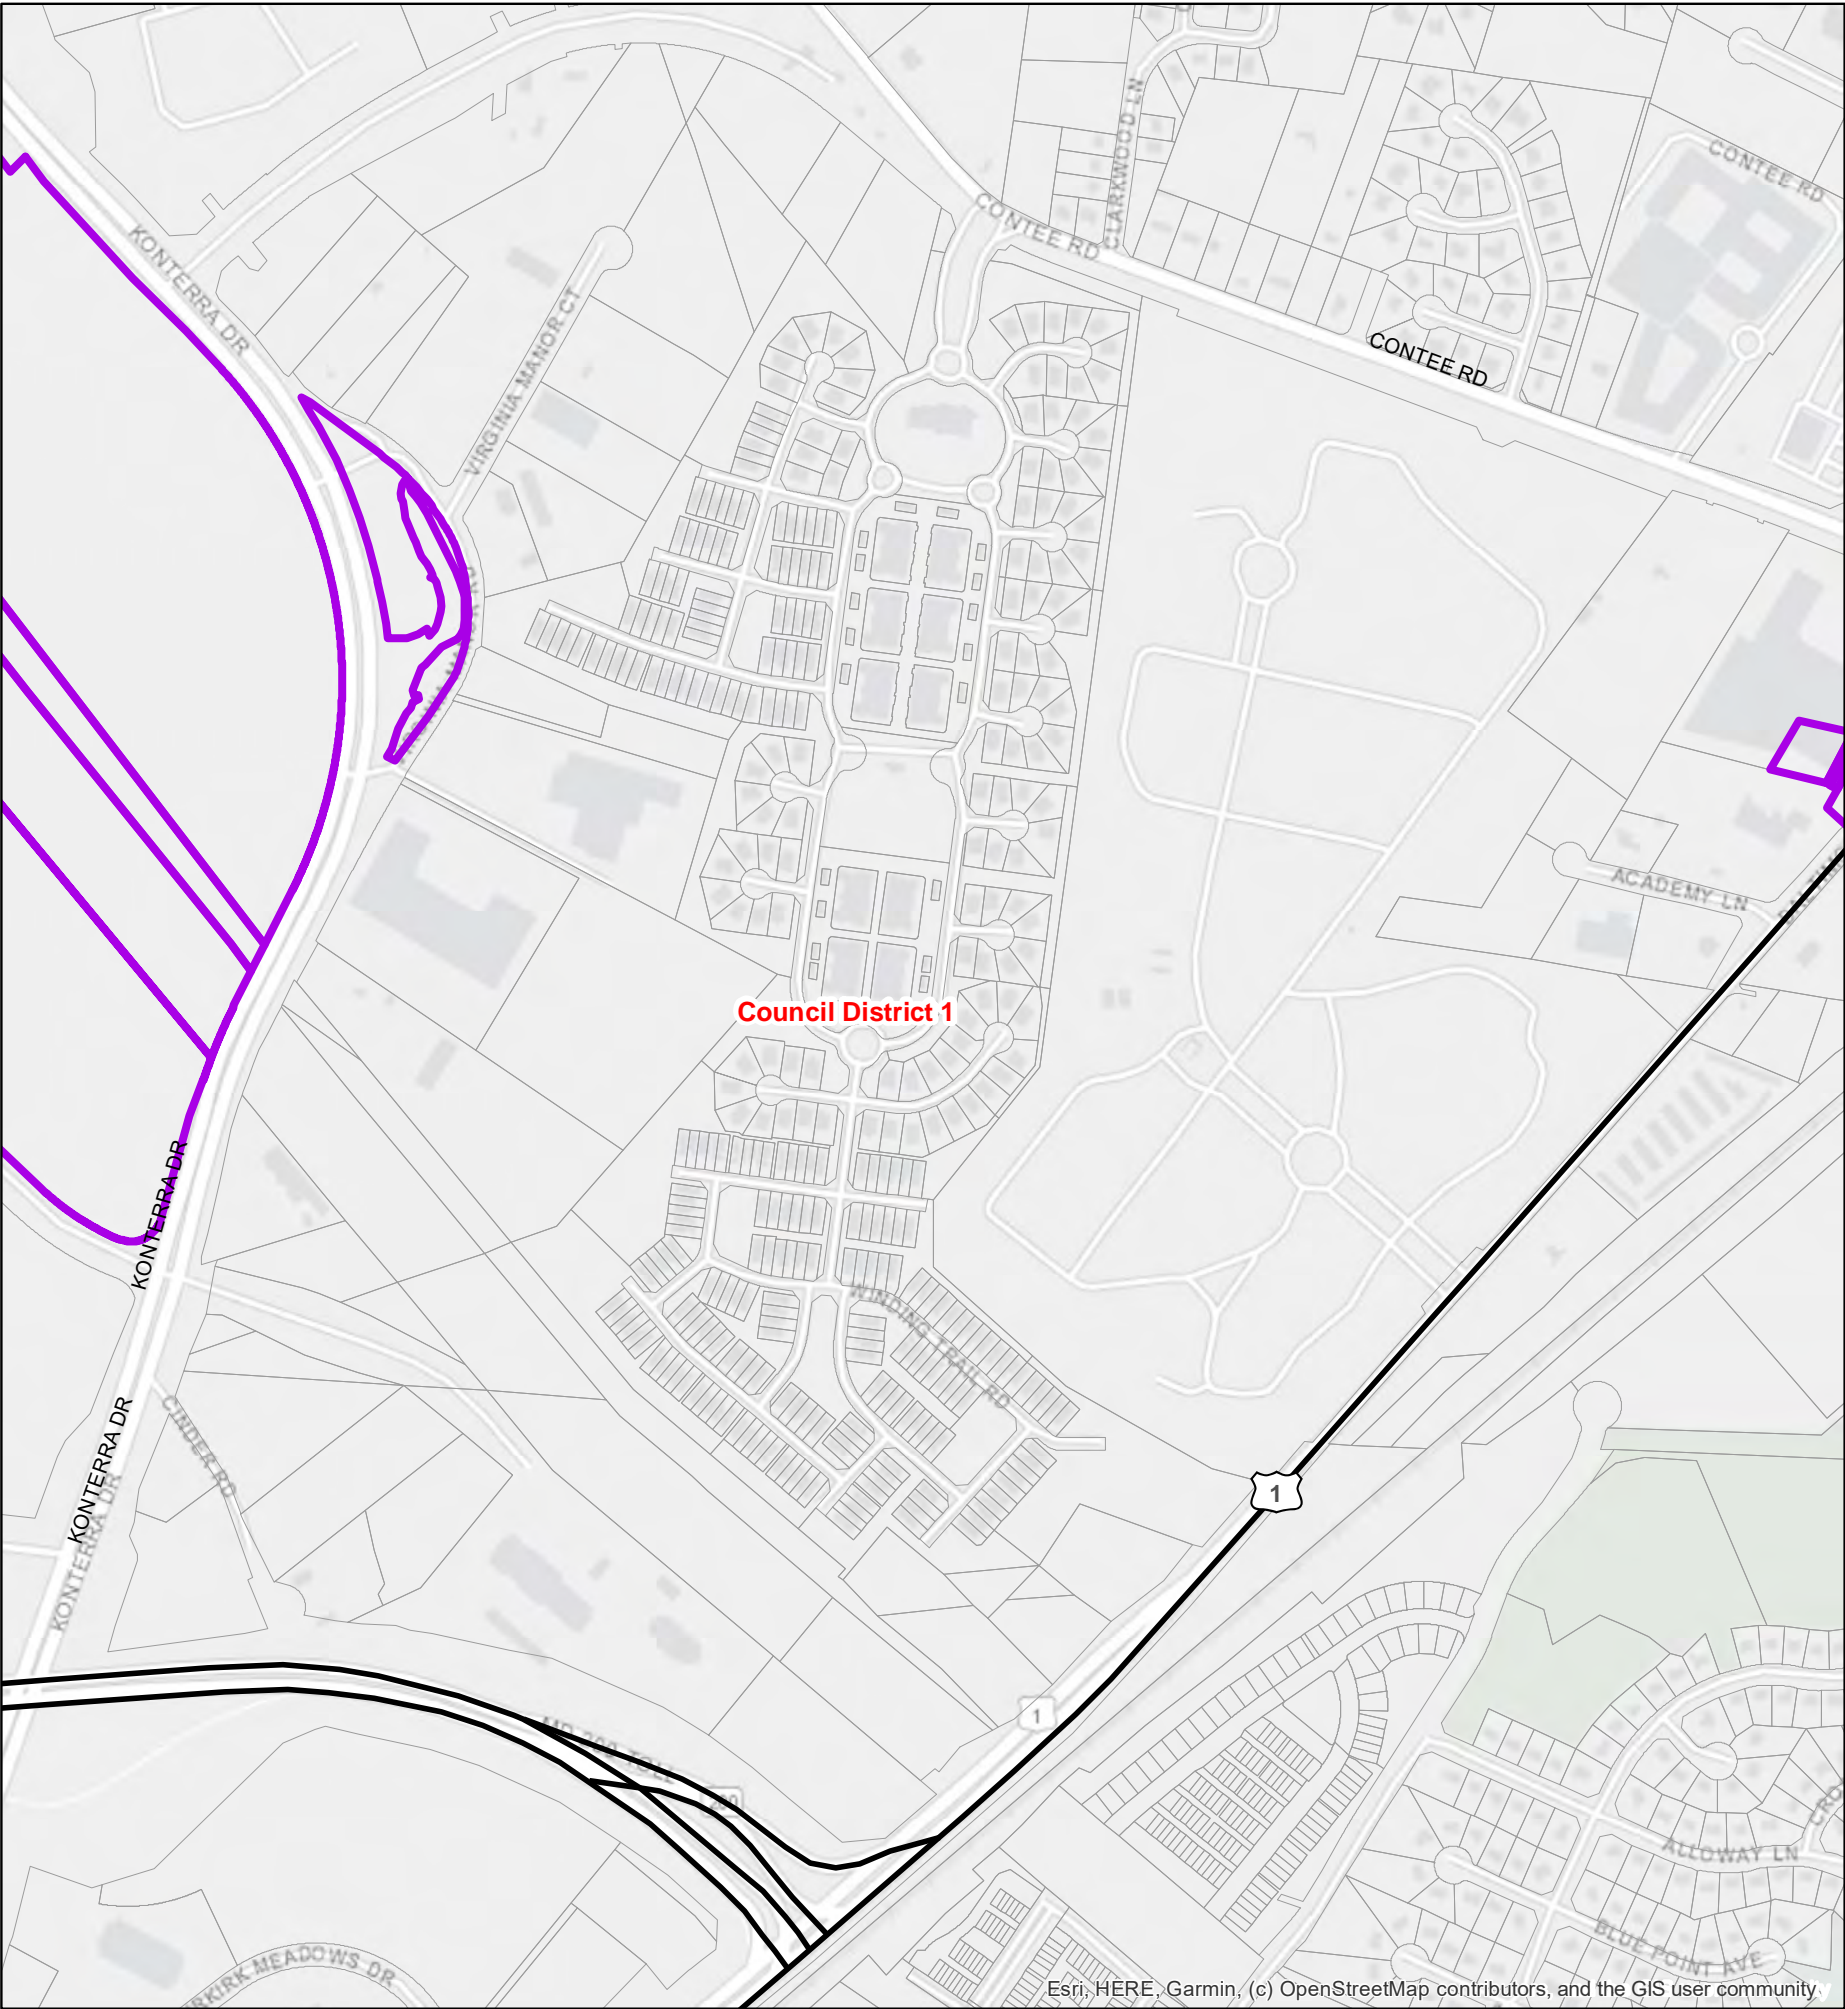 CLARKWOOD LN
CONTEE RD
CONTEE RD
KONTERRA DR
VIRGINIA MANOR CT
CONTEE RD
ACADEMY LN
Council District 1
KONTERRA DR
WINDING TRAIL RD
KONTERRA DR
CINDER RD
KONTERRA DR
1
1
MD 200 TOLL
200
ALLOWAY LN
BLUE POINT AVE
RKIRK MEADOWS DR
Esri, HERE, Garmin, (c) OpenStreetMap contributors, and the GIS user community